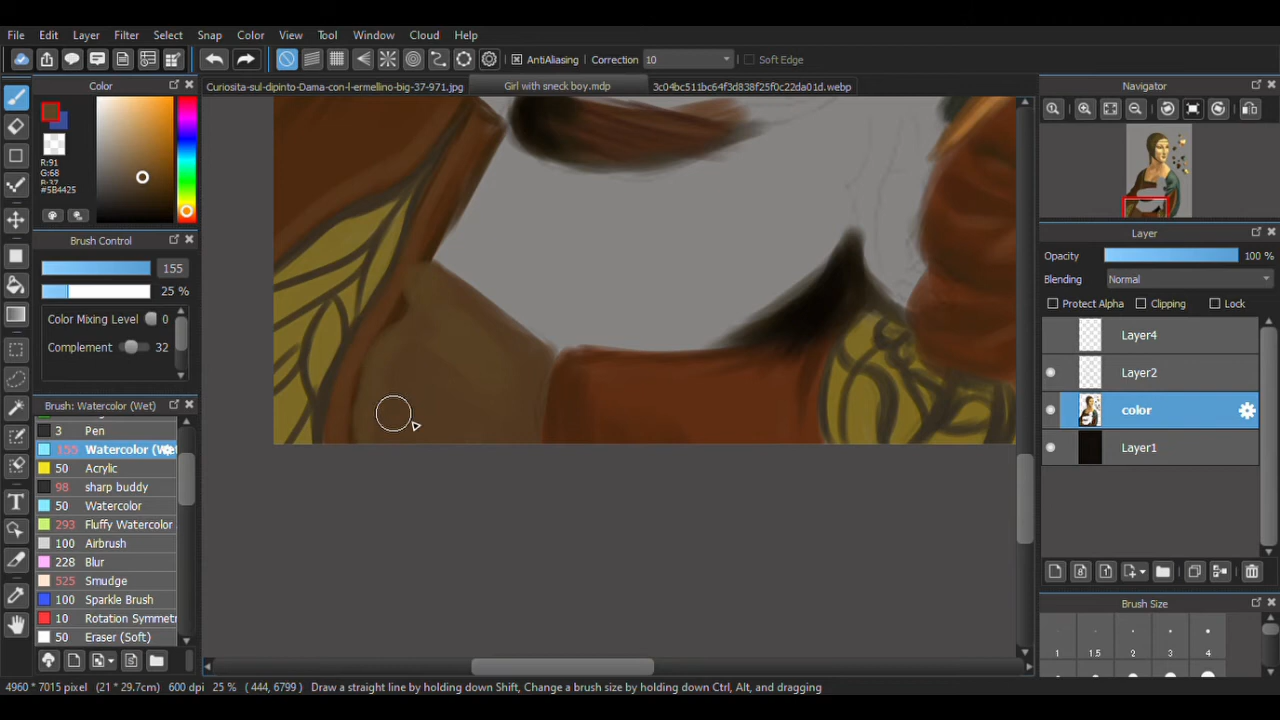 File Edit Layer Filter Select Snap Color View Tool Window Cloud Help
AntiAliasing Correction 10 Soft Edge
Color
Curiosita-sul-dipinto-Dama-con-l-ermellino-big-37-971.jpg Girl with sneck boy.mdp 3c04bc511bc64f3d838f25f0c22da01d.webp
Navigator
R:91
G:68
B:37
#5B4425
Brush Control
155
25 %
Color Mixing Level 0
Complement 32
Brush: Watercolor (Wet)
3 Pen
155 Watercolor (Wet
50 Acrylic
98 sharp buddy
50 Watercolor
293 Fluffy Watercolor
100 Airbrush
228 Blur
525 Smudge
100 Sparkle Brush
10 Rotation Symmetr
50 Eraser (Soft)
Layer
Opacity 100 %
Blending Normal
Protect Alpha Clipping Lock
Layer4
Layer2
color
Layer1
Brush Size
1 1.5 2 3 4
4960 * 7015 pixel (21 * 29.7cm) 600 dpi 25 % ( 444, 6799 ) Draw a straight line by holding down Shift, Change a brush size by holding down Ctrl, Alt, and dragging